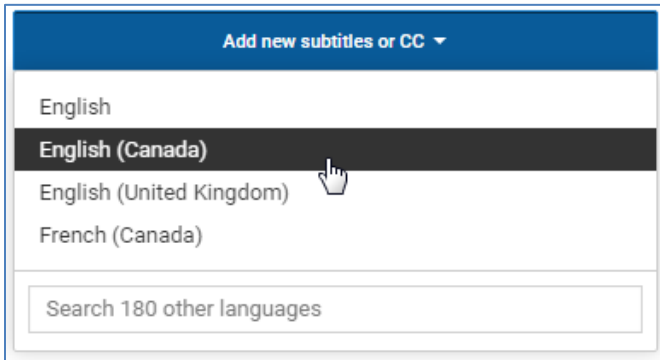 Add new subtitles or CC
English
English (Canada)
English (United Kingdom)
French (Canada)
Search 180 other languages